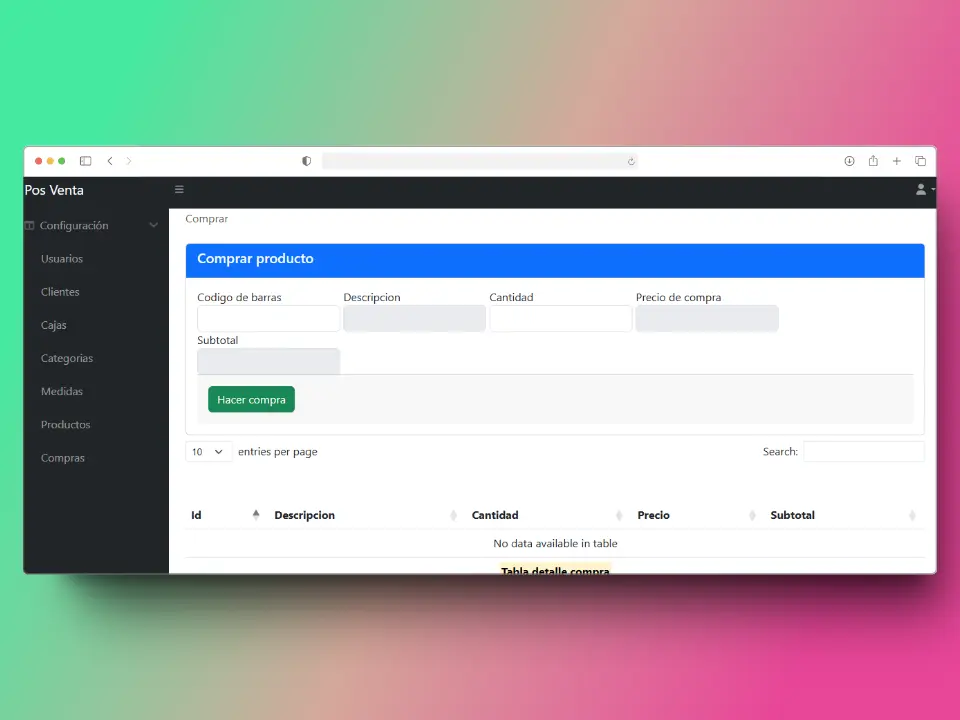 Pos Venta
Configuración
Usuarios
Clientes
Cajas
Categorias
Medidas
Productos
Compras
Comprar
Comprar producto
Codigo de barras Descripcion Cantidad Precio de compra
Subtotal
Hacer compra
10 entries per page Search:
Id Descripcion Cantidad Precio Subtotal
No data available in table
Tabla detalle compra